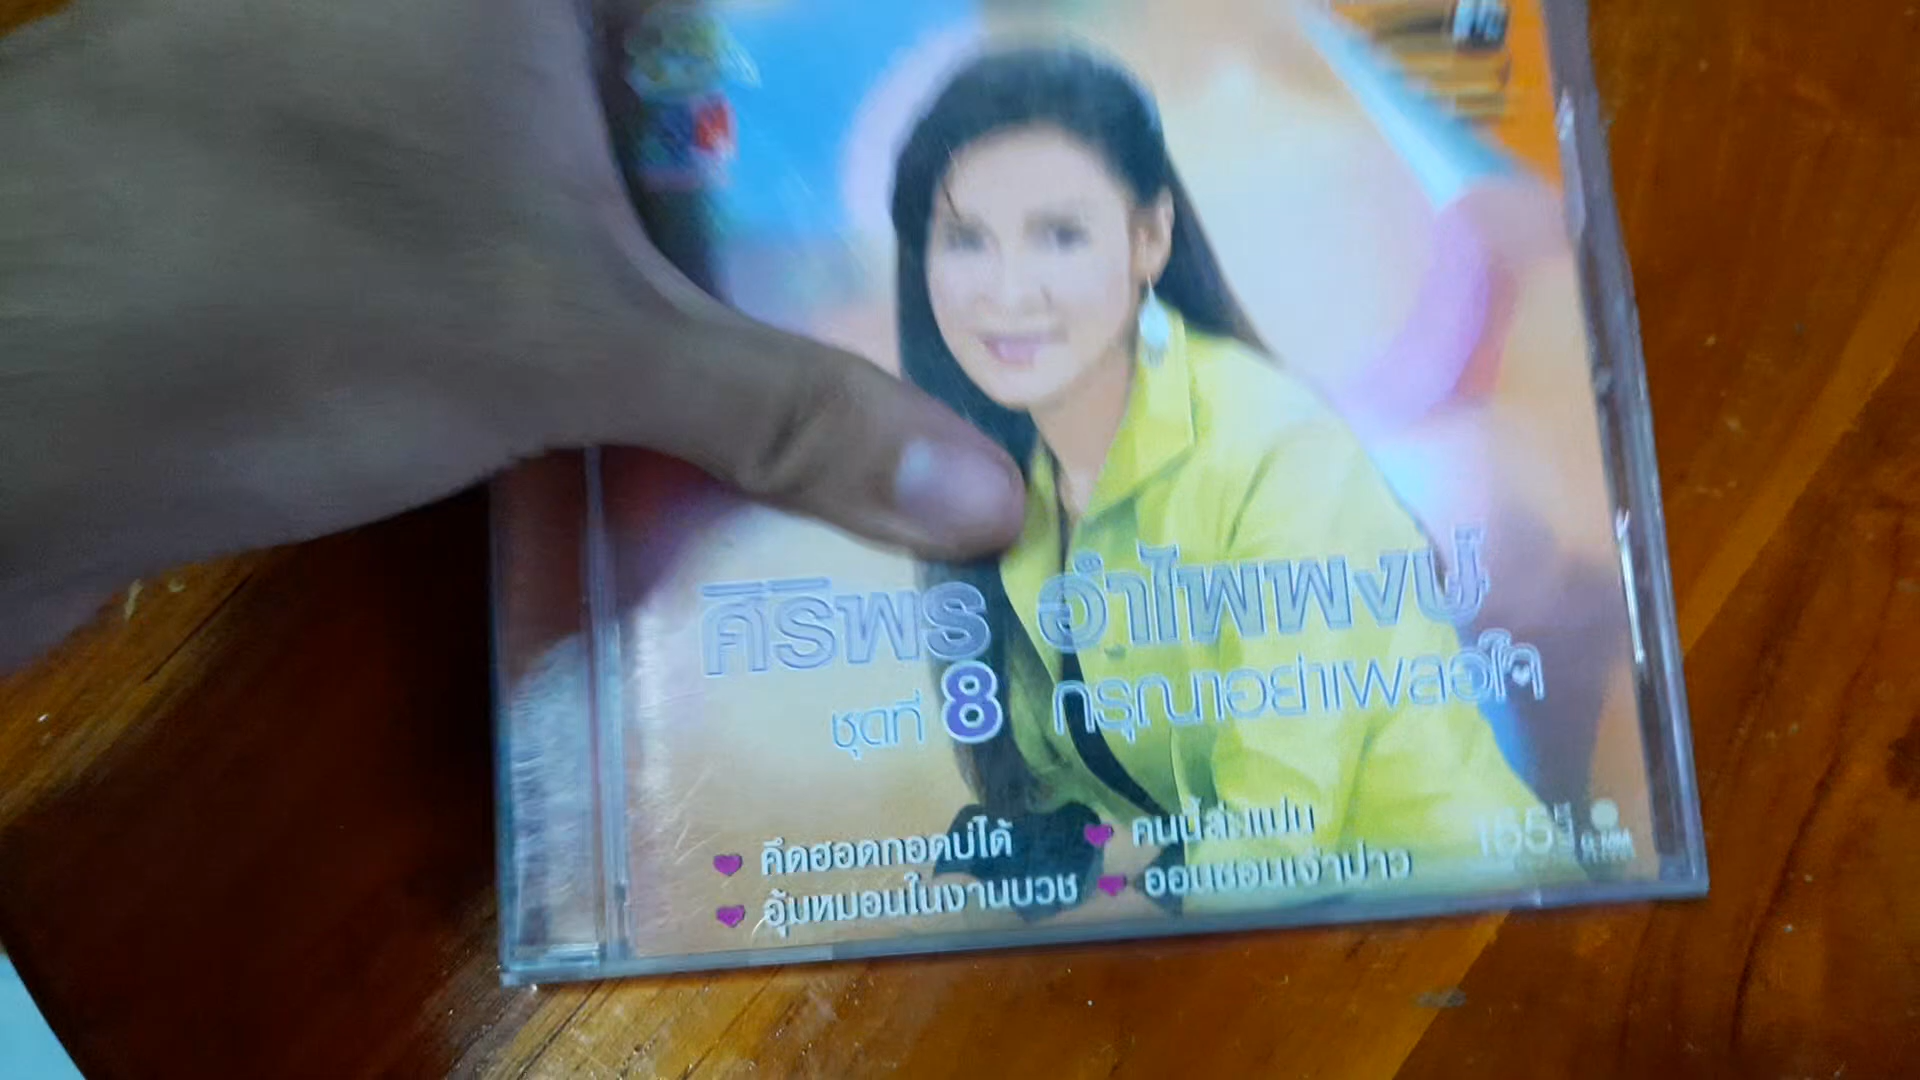 ศิริพร อำไพพงษ์
ชุดที่ 8 กรุณาอย่าเผลอใจ
คึดฮอดกอดบ่ได้
คนนี้ล่ะแม่น
อุ้มหมอนในงานบวช
ออนซอนเจ้าบ่าว
155